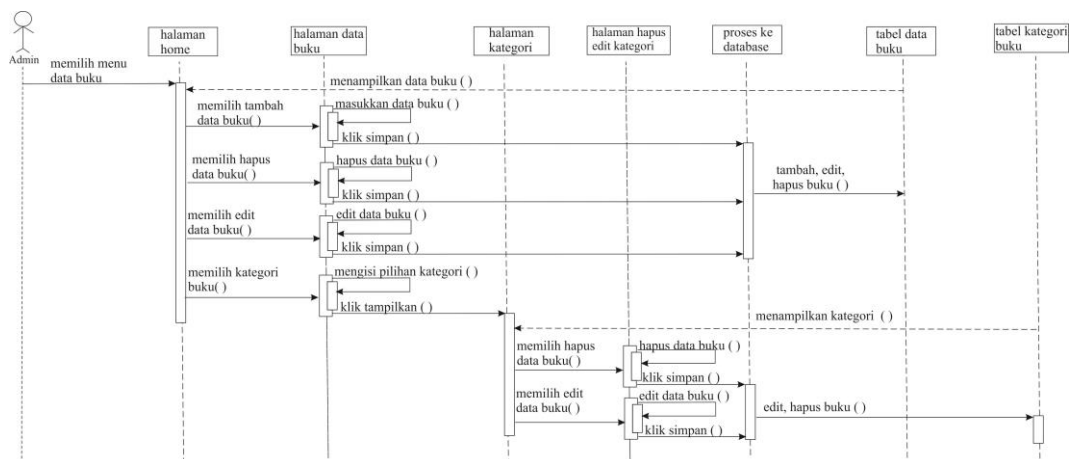 Admin
halaman
home
halaman data
buku
halaman
kategori
halaman hapus
edit kategori
proses ke
database
tabel data
buku
tabel kategori
buku
memilih menu
data buku
menampilkan data buku ( )
memilih tambah
data buku( )
masukkan data buku ( )
klik simpan ( )
memilih hapus
data buku( )
hapus data buku ( )
klik simpan ( )
tambah, edit,
hapus buku ( )
memilih edit
data buku( )
edit data buku ( )
klik simpan ( )
memilih kategori
buku( )
mengisi pilihan kategori ( )
klik tampilkan ( )
menampilkan kategori ( )
memilih hapus
data buku( )
hapus data buku ( )
klik simpan ( )
memilih edit
data buku( )
edit data buku ( )
klik simpan ( )
edit, hapus buku ( )